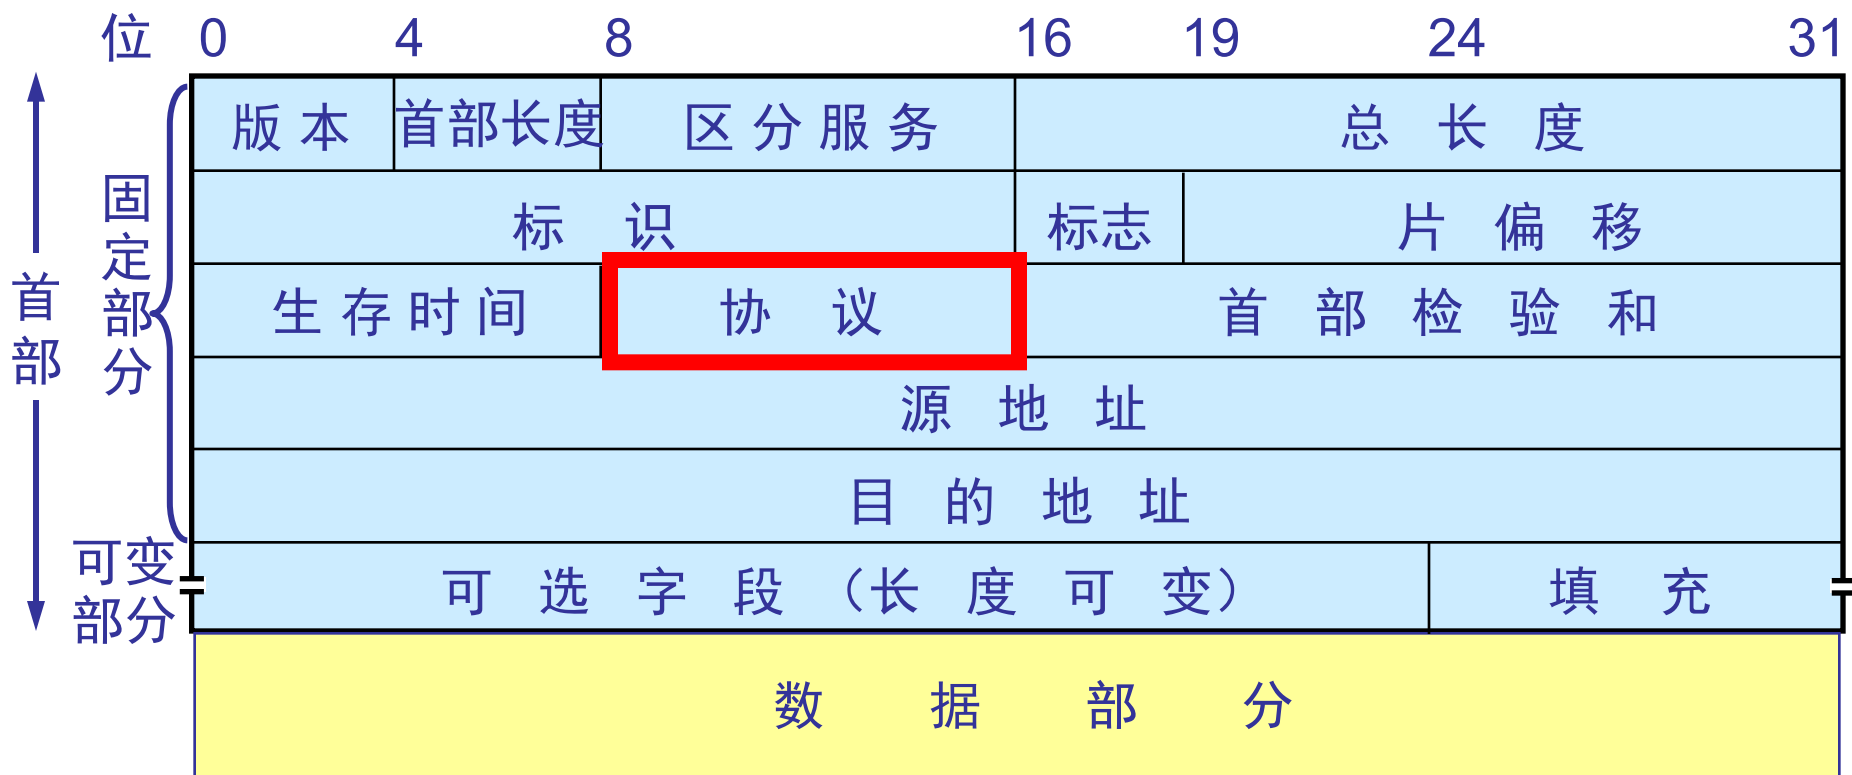 位 0 4 8 16 19 24 31
版本 首部长度 区分服务 总长度
标识 标志 片偏移
生存时间 协议 首部检验和
源地址
目的地址
可选字段（长度可变） 填充
数据部分
首部
固定部分
可变
部分